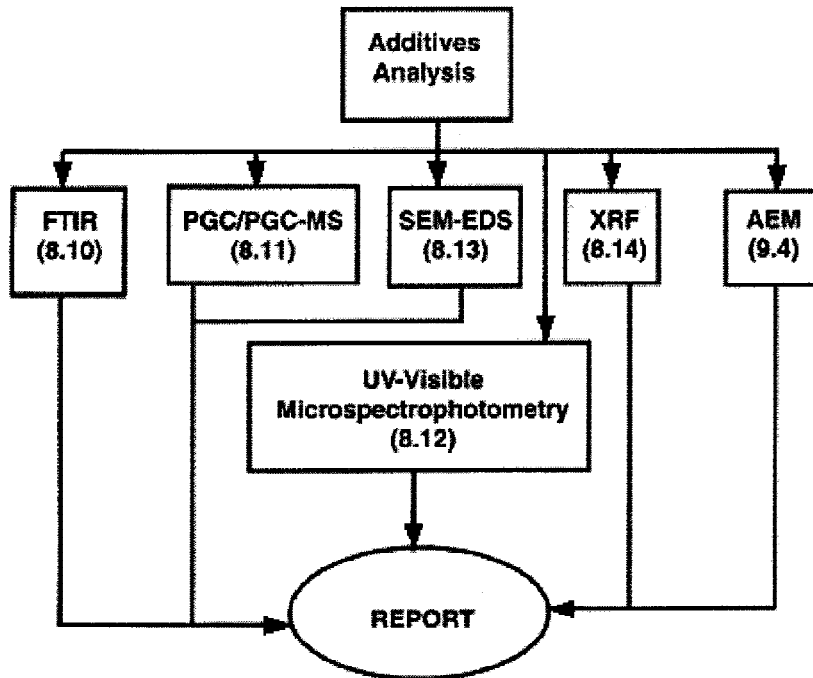 Additives
Analysis
FTIR
(8.10)
PGC/PGC-MS
(8.11)
SEM-EDS
(8.13)
XRF
(8.14)
AEM
(9.4)
UV-Visible
Microspectrophotometry
(8.12)
REPORT